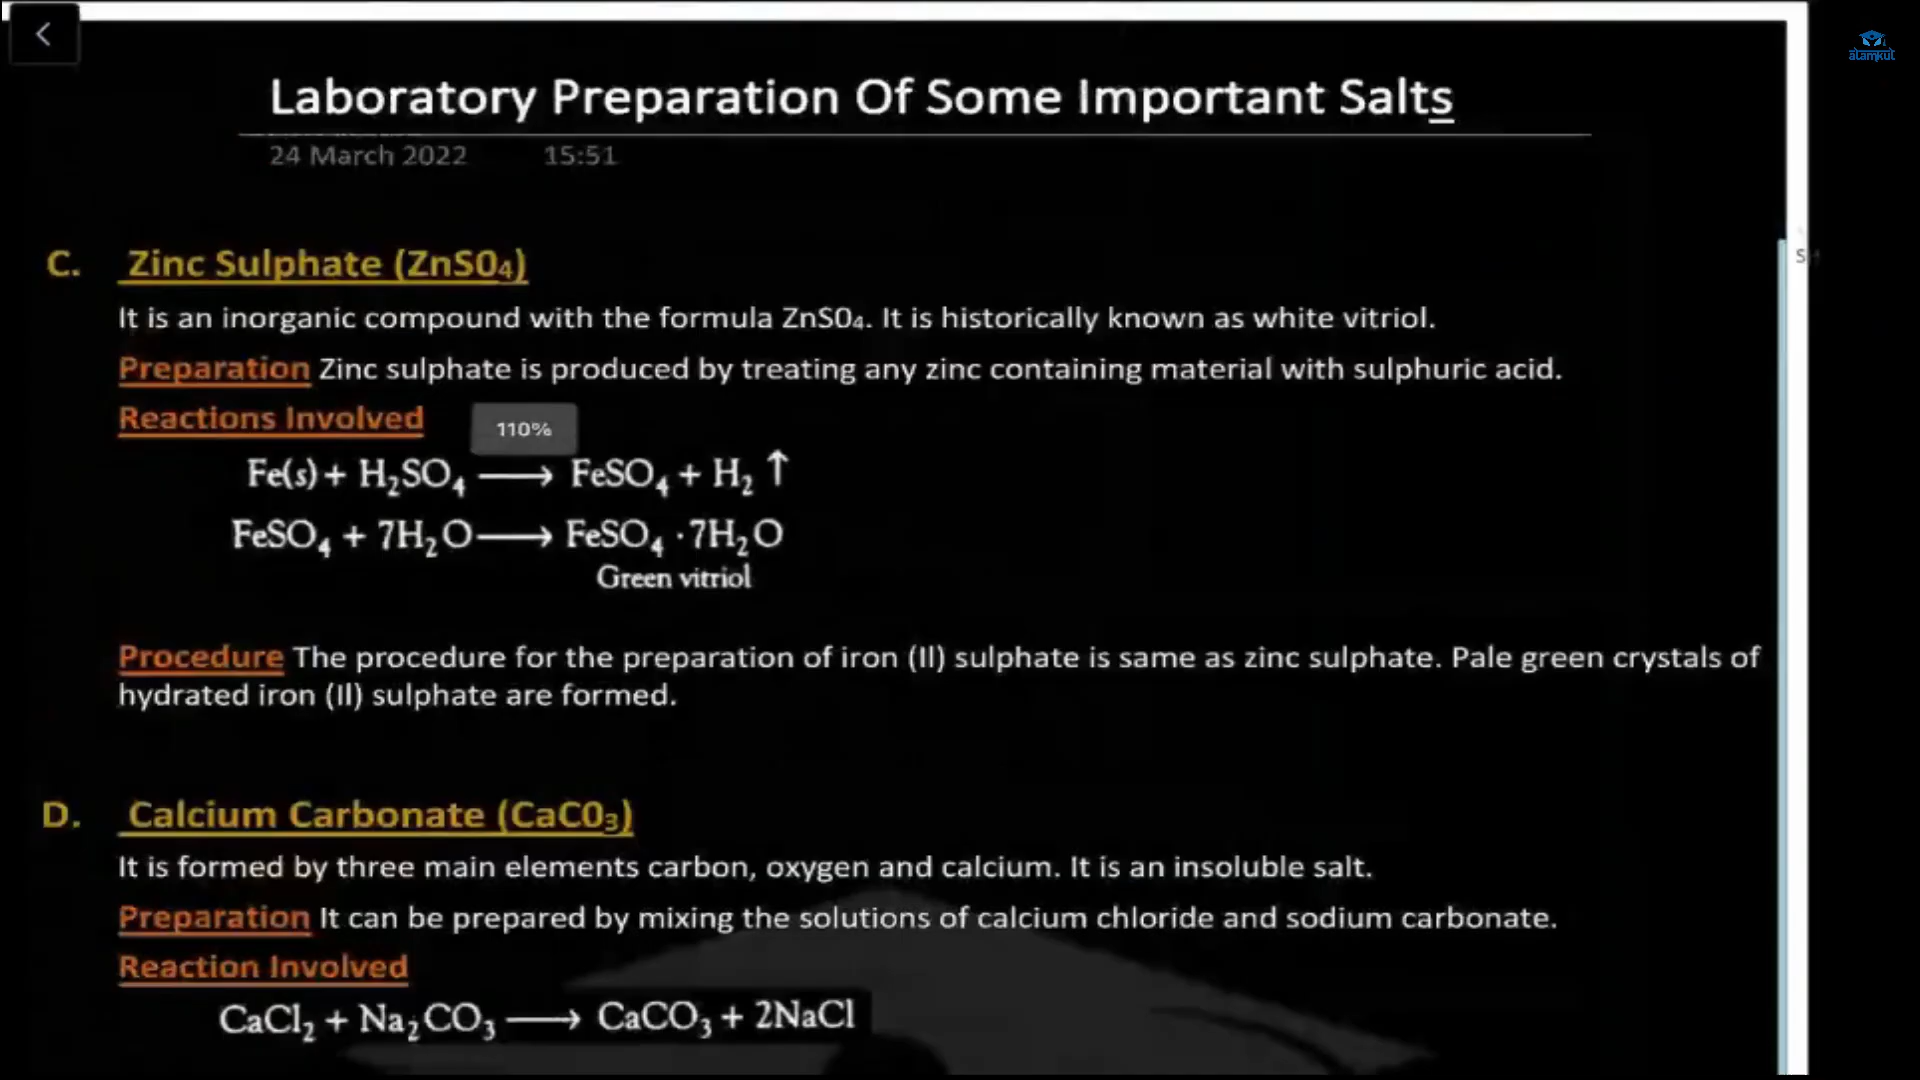 alamkut
Laboratory Preparation Of Some Important Salts
24 March 2022 15:51
C. Zinc Sulphate (ZnS0₄)
It is an inorganic compound with the formula ZnS0₄. It is historically known as white vitriol.
Preparation Zinc sulphate is produced by treating any zinc containing material with sulphuric acid.
Reactions Involved
110%
Fe(s) + H₂SO₄ ⟶ FeSO₄ + H₂ ↑
FeSO₄ + 7H₂O ⟶ FeSO₄ · 7H₂O
Green vitriol
Procedure The procedure for the preparation of iron (II) sulphate is same as zinc sulphate. Pale green crystals of
hydrated iron (Il) sulphate are formed.
D. Calcium Carbonate (CaC0₃)
It is formed by three main elements carbon, oxygen and calcium. It is an insoluble salt.
Preparation It can be prepared by mixing the solutions of calcium chloride and sodium carbonate.
Reaction Involved
CaCl₂ + Na₂CO₃ ⟶ CaCO₃ + 2NaCl